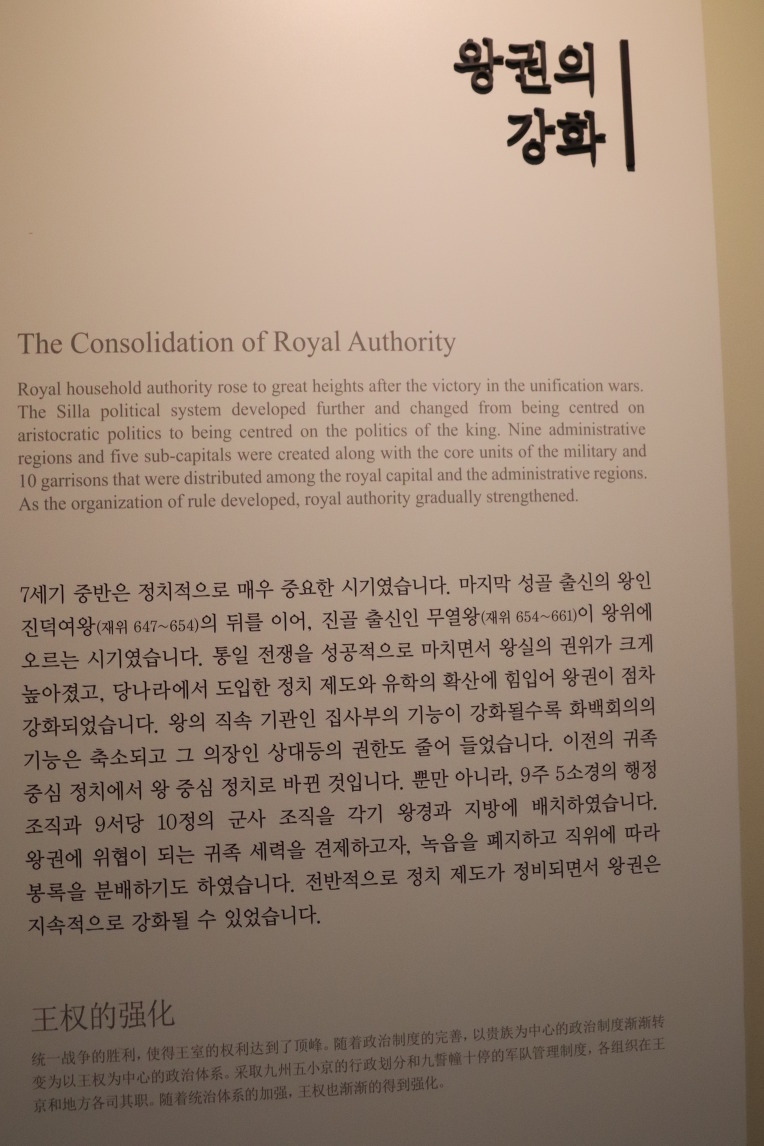 왕권의
강화
The Consolidation of Royal Authority
Royal household authority rose to great heights after the victory in the unification wars.
The Silla political system developed further and changed from being centred on
aristocratic politics to being centred on the politics of the king. Nine administrative
regions and five sub-capitals were created along with the core units of the military and
10 garrisons that were distributed among the royal capital and the administrative regions.
As the organization of rule developed, royal authority gradually strengthened.
7세기 중반은 정치적으로 매우 중요한 시기였습니다. 마지막 성골 출신의 왕인
진덕여왕(재위 647~654)의 뒤를 이어, 진골 출신인 무열왕(재위 654~661)이 왕위에
오르는 시기였습니다. 통일 전쟁을 성공적으로 마치면서 왕실의 권위가 크게
높아졌고, 당나라에서 도입한 정치 제도와 유학의 확산에 힘입어 왕권이 점차
강화되었습니다. 왕의 직속 기관인 집사부의 기능이 강화될수록 화백회의의
기능은 축소되고 그 의장인 상대등의 권한도 줄어 들었습니다. 이전의 귀족
중심 정치에서 왕 중심 정치로 바뀐 것입니다. 뿐만 아니라, 9주 5소경의 행정
조직과 9서당 10정의 군사 조직을 각기 왕경과 지방에 배치하였습니다.
왕권에 위협이 되는 귀족 세력을 견제하고자, 녹읍을 폐지하고 직위에 따라
봉록을 분배하기도 하였습니다. 전반적으로 정치 제도가 정비되면서 왕권은
지속적으로 강화될 수 있었습니다.
王权的强化
统一战争的胜利，使得王室的权利达到了顶峰。随着政治制度的完善，以贵族为中心的政治制度渐渐转
变为以王权为中心的政治体系。采取九州五小京的行政划分和九誓幢十停的军队管理制度，各组织在王
京和地方各司其职。随着统治体系的加强，王权也渐渐的得到强化。